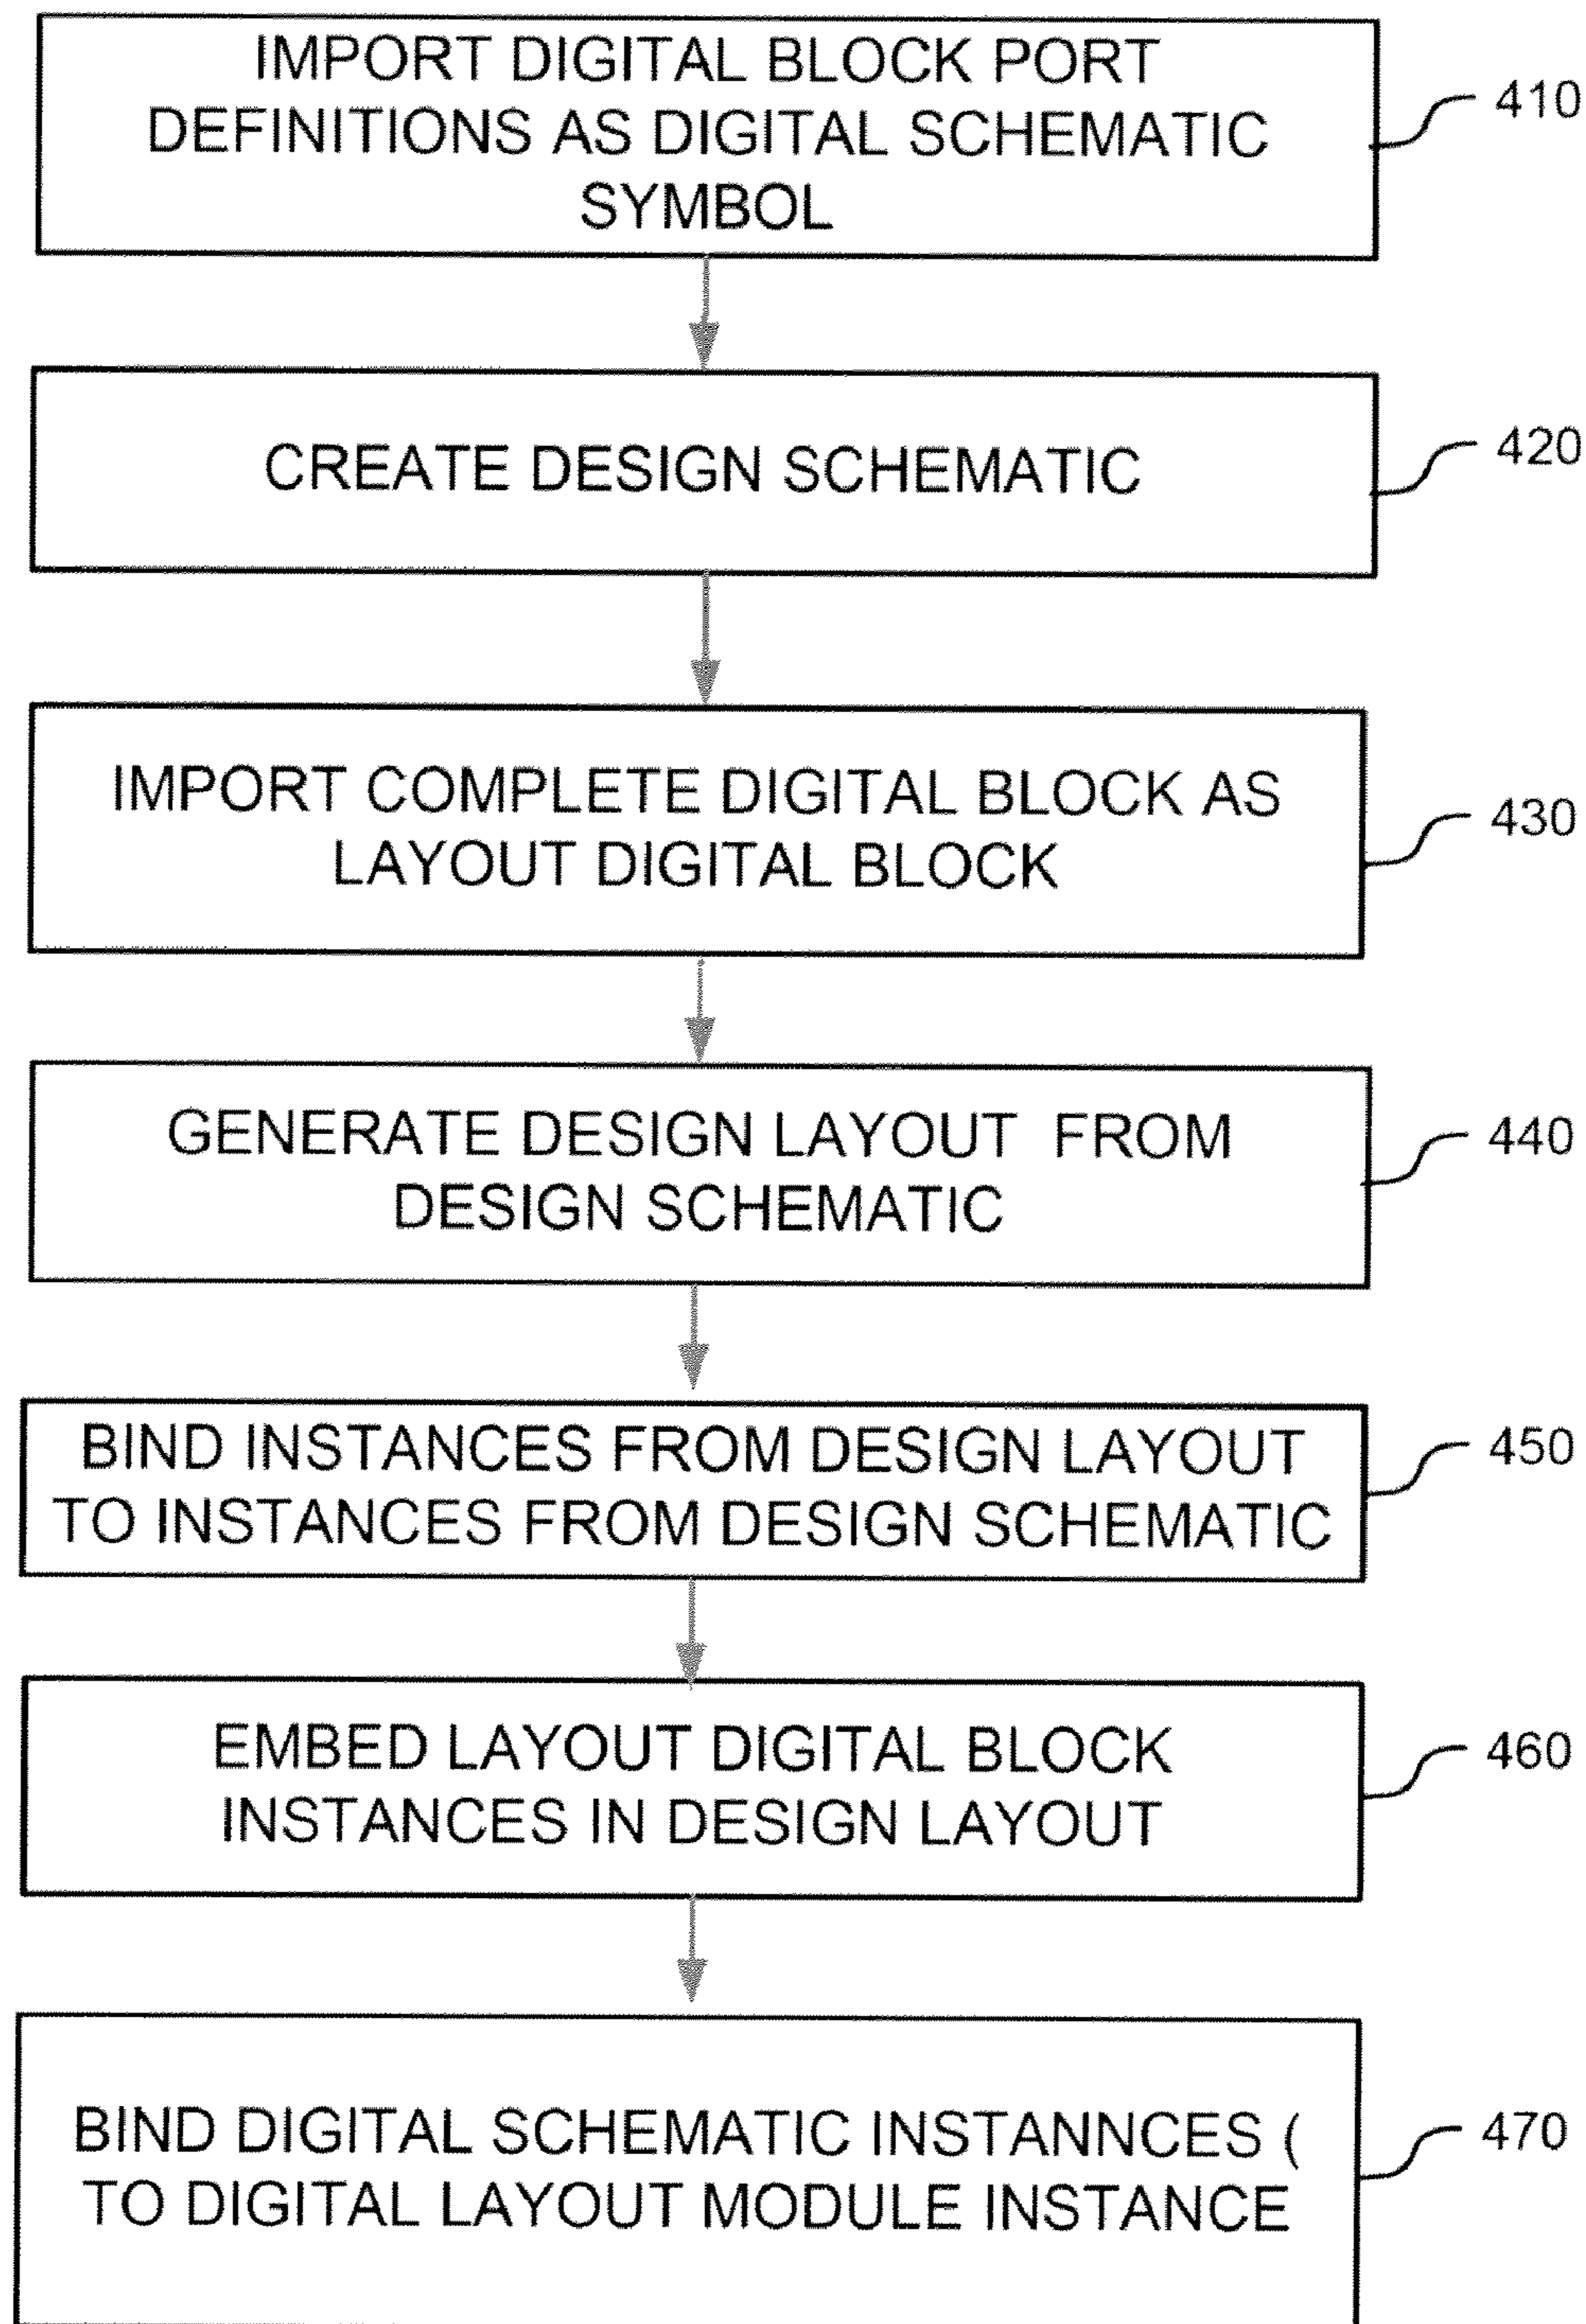 IMPORT DIGITAL BLOCK PORT
DEFINITIONS AS DIGITAL SCHEMATIC
SYMBOL
410
CREATE DESIGN SCHEMATIC
420
IMPORT COMPLETE DIGITAL BLOCK AS
LAYOUT DIGITAL BLOCK
430
GENERATE DESIGN LAYOUT FROM
DESIGN SCHEMATIC
440
BIND INSTANCES FROM DESIGN LAYOUT
TO INSTANCES FROM DESIGN SCHEMATIC
450
EMBED LAYOUT DIGITAL BLOCK
INSTANCES IN DESIGN LAYOUT
460
BIND DIGITAL SCHEMATIC INSTANNCES (
TO DIGITAL LAYOUT MODULE INSTANCE
470